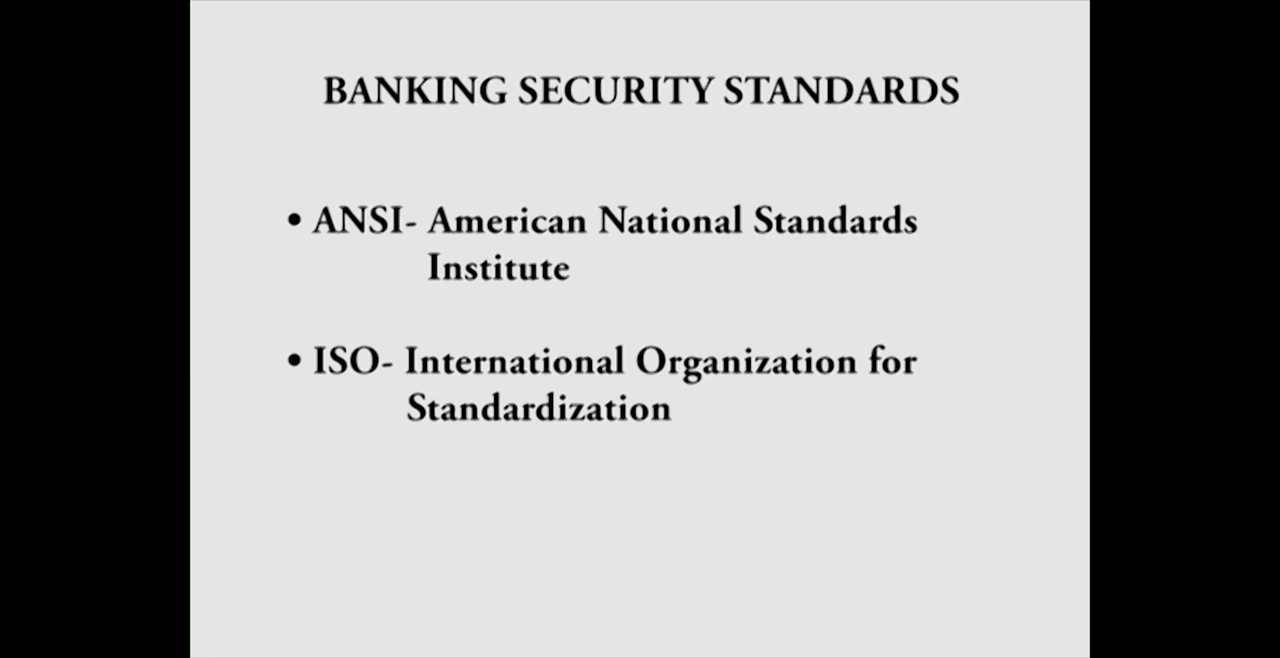 BANKING SECURITY STANDARDS
• ANSI- American National Standards
Institute
• ISO- International Organization for
Standardization